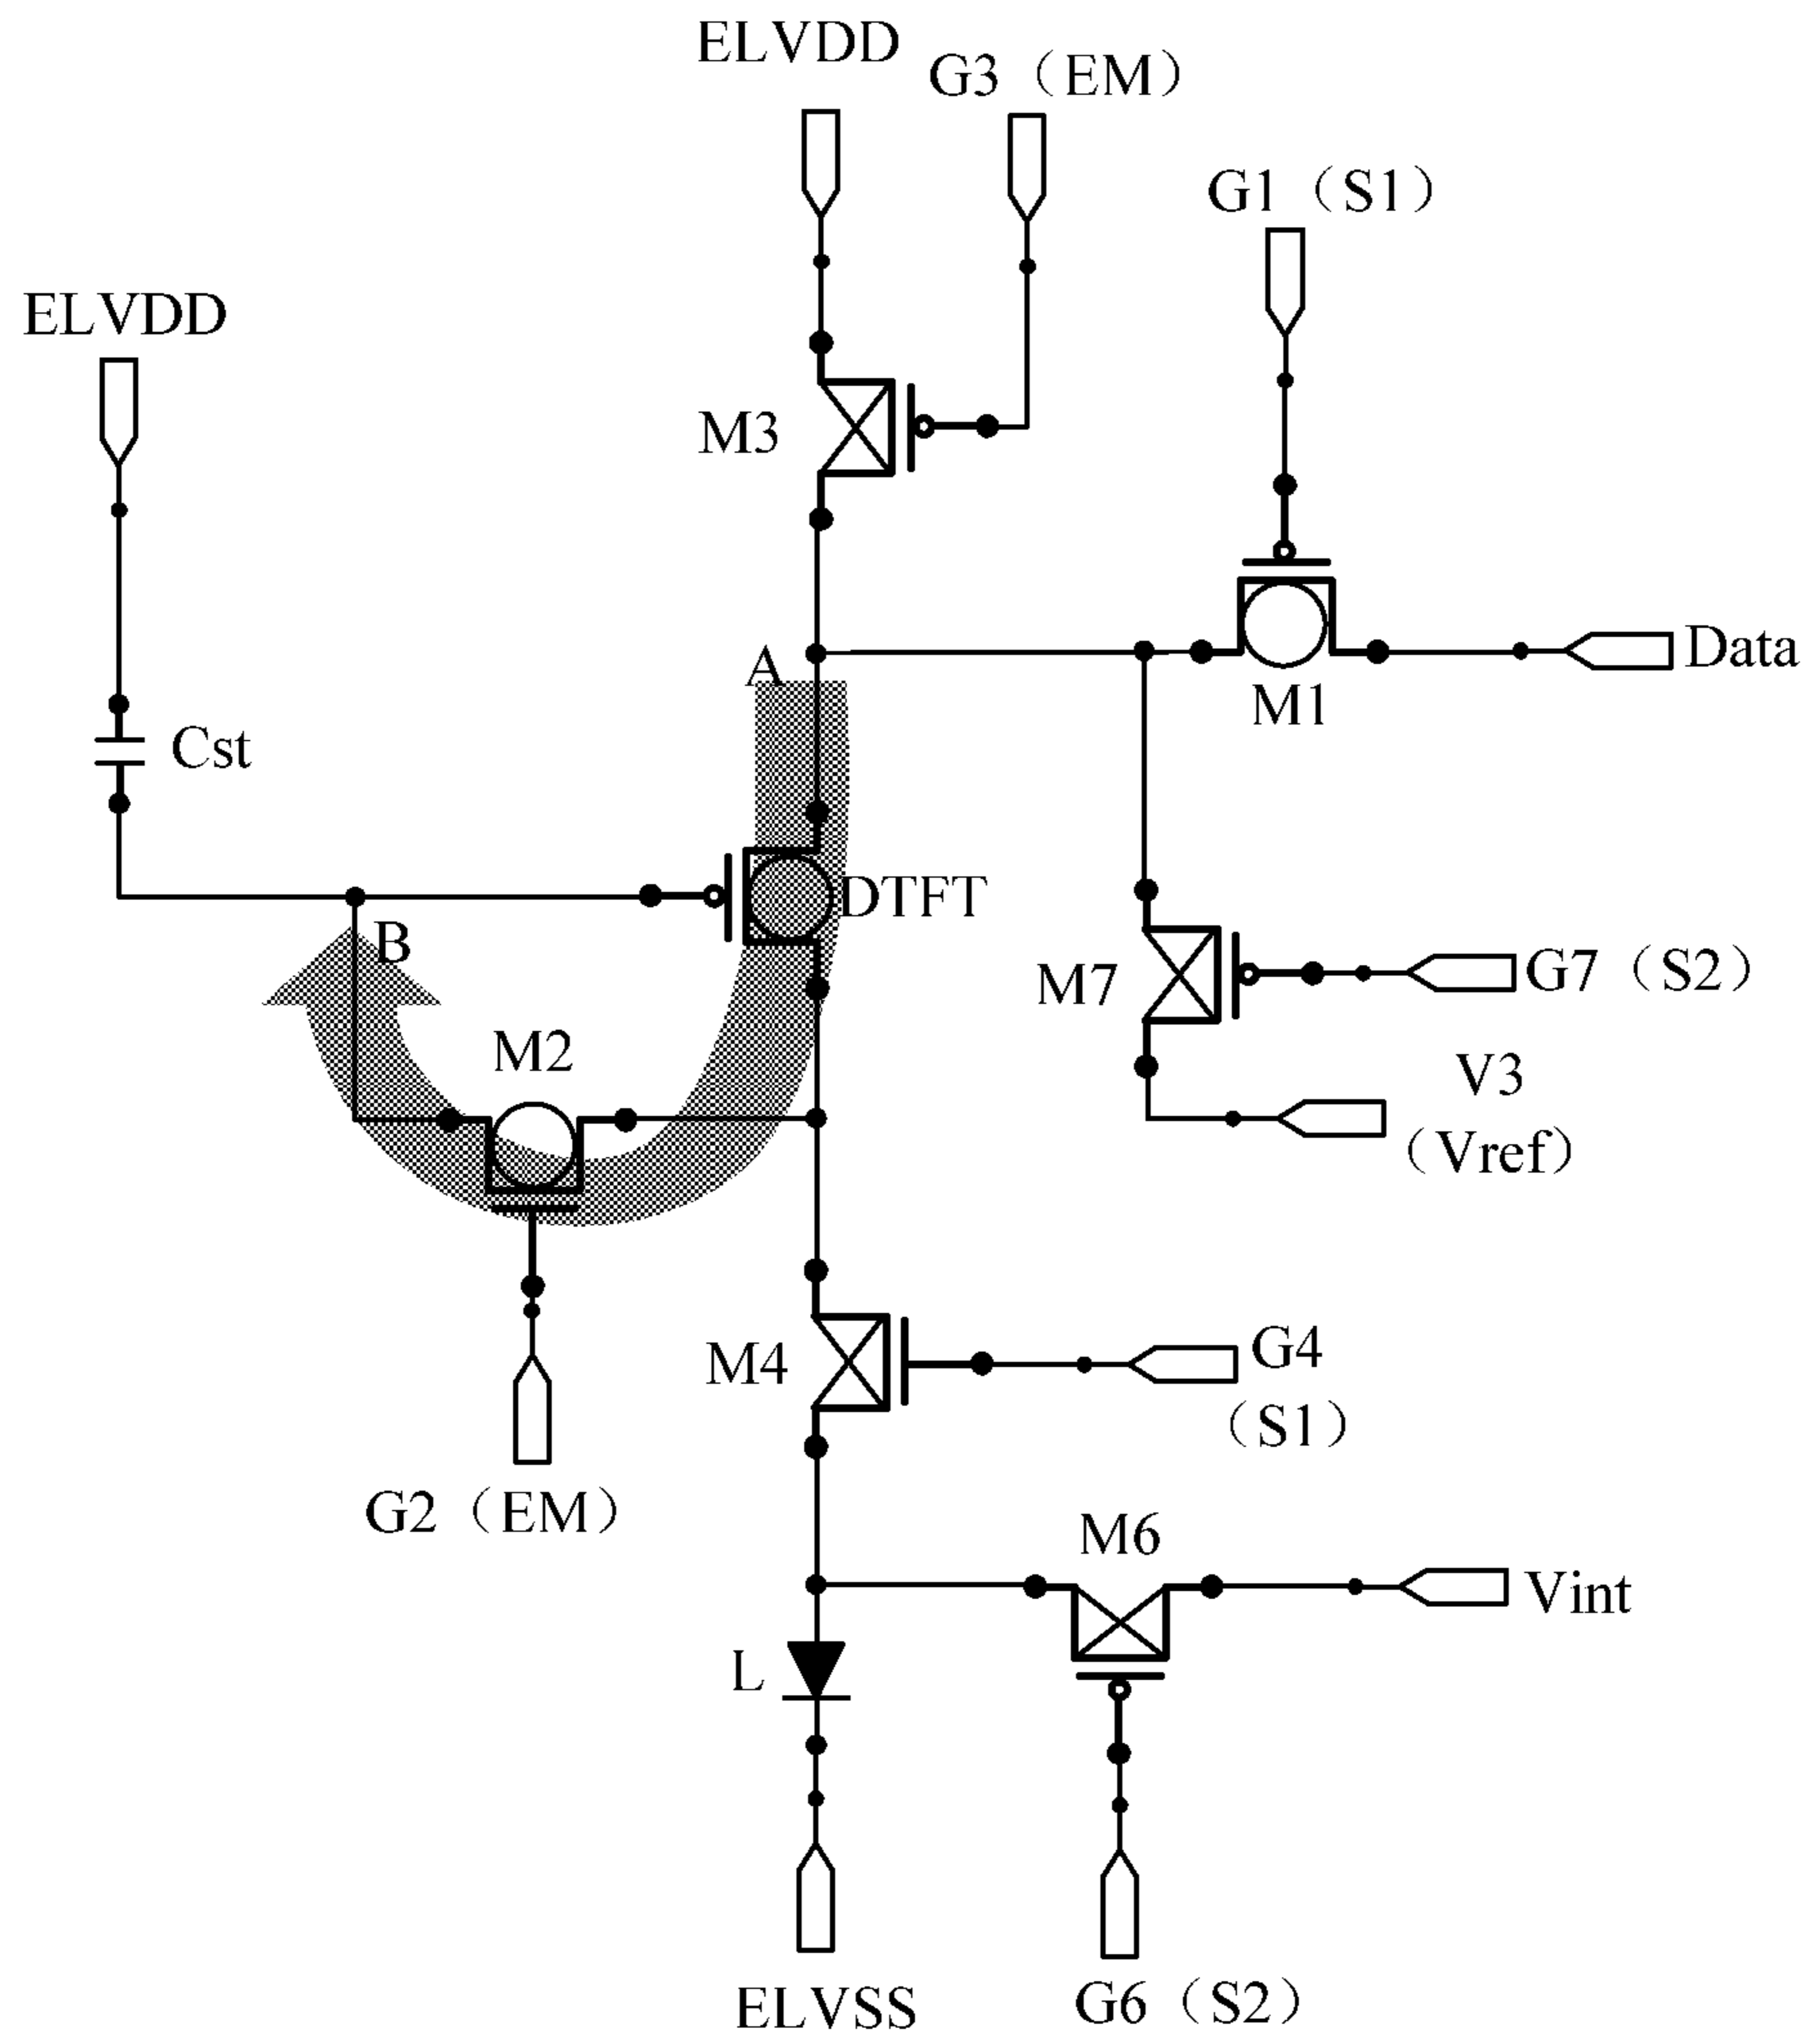 ELVDD
G3（EM）
G1（S1）
ELVDD
M3
A
Data
M1
Cst
DTFT
B
M7
G7（S2）
M2
V3
（Vref）
M4
G4
（S1）
G2（EM）
M6
Vint
L
ELVSS
G6（S2）